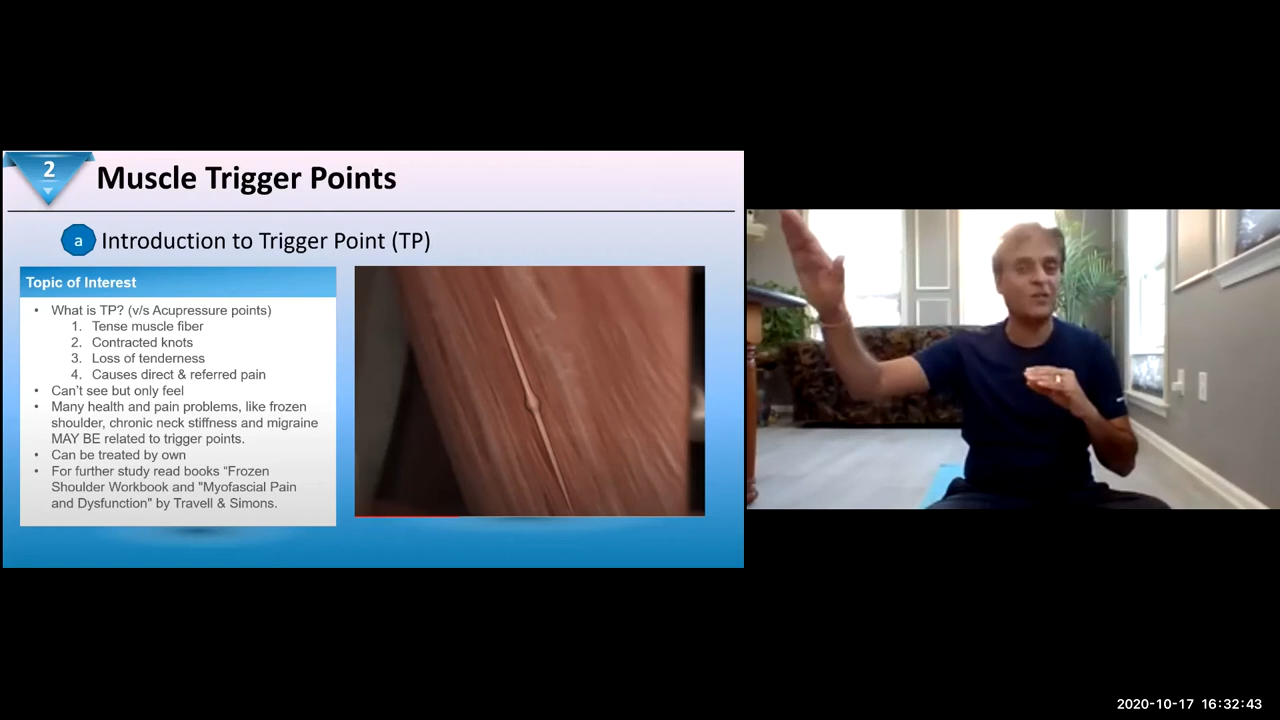 2
Muscle Trigger Points
a
Introduction to Trigger Point (TP)
Topic of Interest
• What is TP? (v/s Acupressure points)
1. Tense muscle fiber
2. Contracted knots
3. Loss of tenderness
4. Causes direct & referred pain
• Can't see but only feel
• Many health and pain problems, like frozen
shoulder, chronic neck stiffness and migraine
MAY BE related to trigger points.
• Can be treated by own
• For further study read books "Frozen
Shoulder Workbook and "Myofascial Pain
and Dysfunction" by Travell & Simons.
2020-10-17 16:32:43